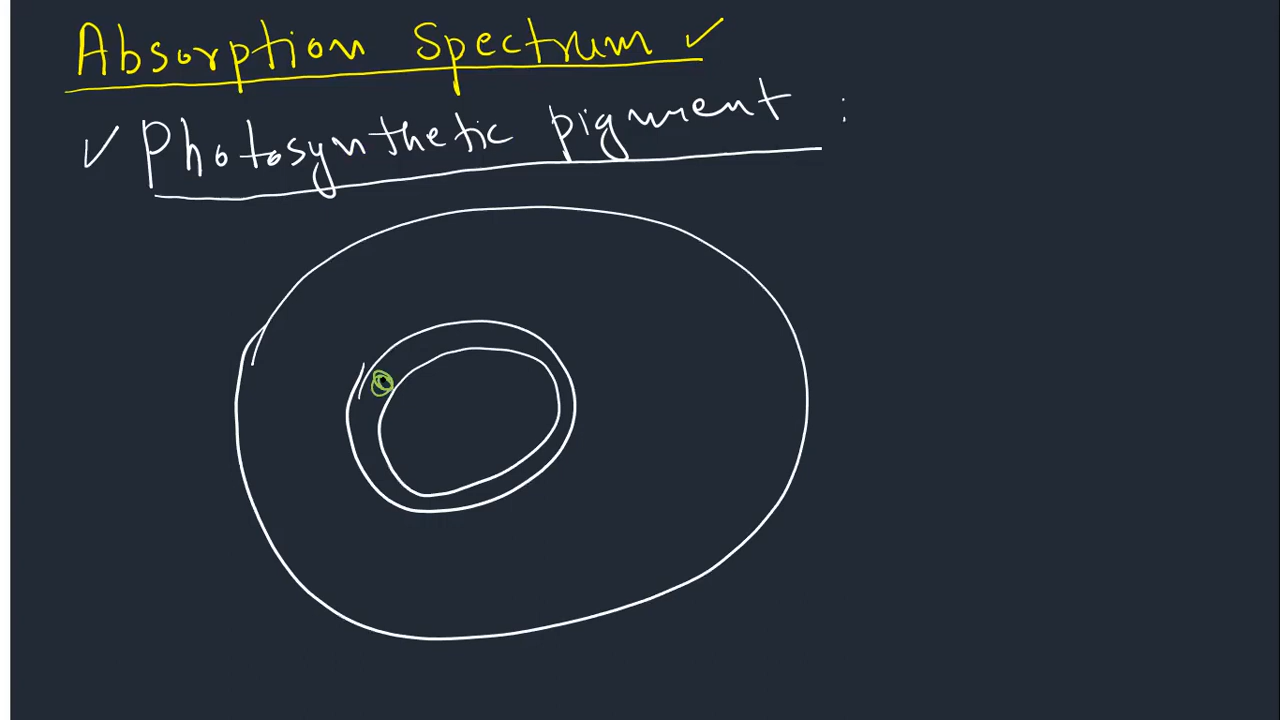 Absorption Spectrum ✓
✓ Photosynthetic pigment :